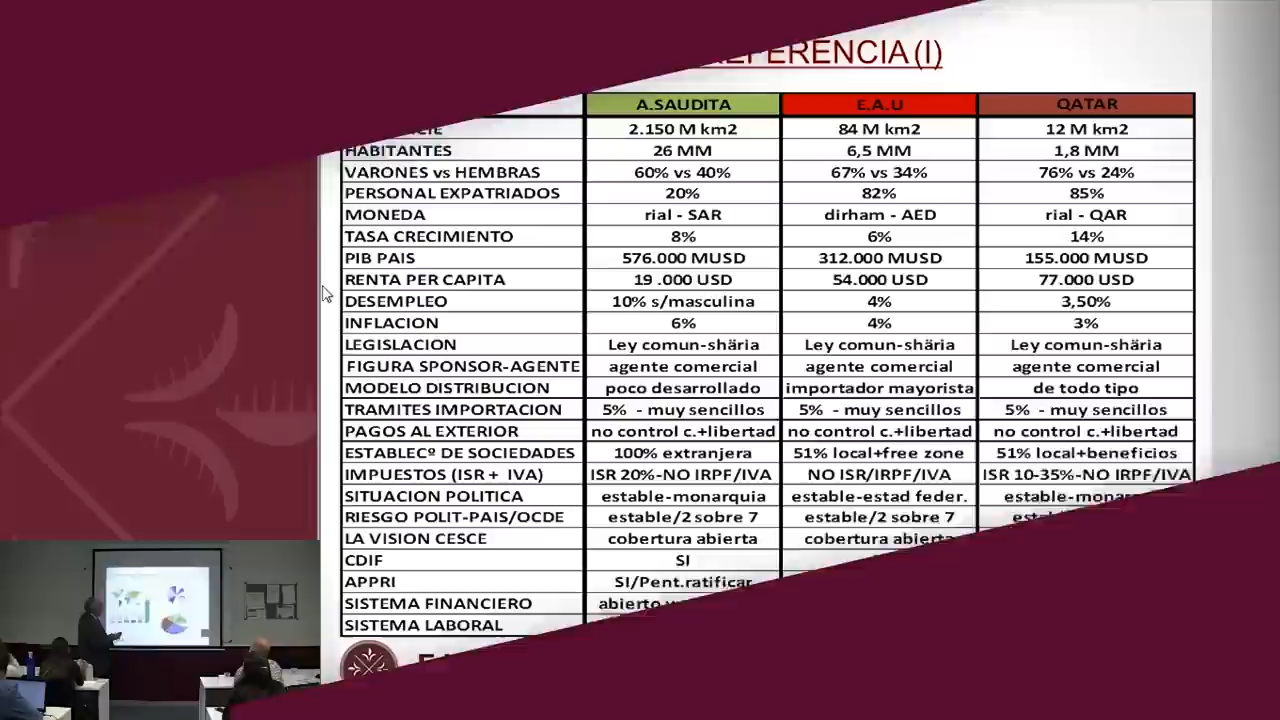 REFERENCIA (I)
A.SAUDITA E.A.U QATAR
2.150 M km2 84 M km2 12 M km2
HABITANTES 26 MM 6,5 MM 1,8 MM
VARONES vs HEMBRAS 60% vs 40% 67% vs 34% 76% vs 24%
PERSONAL EXPATRIADOS 20% 82% 85%
MONEDA rial - SAR dirham - AED rial - QAR
TASA CRECIMIENTO 8% 6% 14%
PIB PAIS 576.000 MUSD 312.000 MUSD 155.000 MUSD
RENTA PER CAPITA 19 .000 USD 54.000 USD 77.000 USD
DESEMPLEO 10% s/masculina 4% 3,50%
INFLACION 6% 4% 3%
LEGISLACION Ley comun-shäria Ley comun-shäria Ley comun-shäria
FIGURA SPONSOR-AGENTE agente comercial agente comercial agente comercial
MODELO DISTRIBUCION poco desarrollado importador mayorista de todo tipo
TRAMITES IMPORTACION 5% - muy sencillos 5% - muy sencillos 5% - muy sencillos
PAGOS AL EXTERIOR no control c.+libertad no control c.+libertad no control c.+libertad
ESTABLECº DE SOCIEDADES 100% extranjera 51% local+free zone 51% local+beneficios
IMPUESTOS (ISR + IVA) ISR 20%-NO IRPF/IVA NO ISR/IRPF/IVA ISR 10-35%-NO IRPF/IVA
SITUACION POLITICA estable-monarquia estable-estad feder. estable-monar
RIESGO POLIT-PAIS/OCDE estable/2 sobre 7 estable/2 sobre 7
LA VISION CESCE cobertura abierta cobertura abierta
CDIF SI
APPRI SI/Pent.ratificar
SISTEMA FINANCIERO abierto
SISTEMA LABORAL